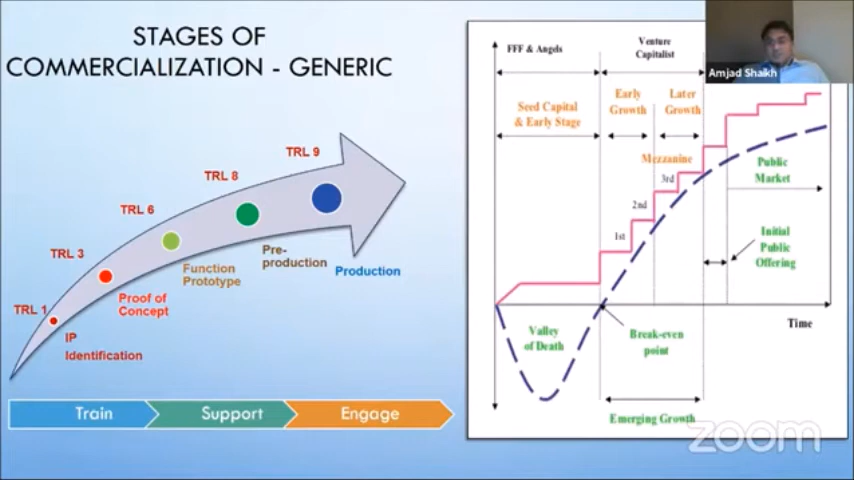 STAGES OF
COMMERCIALIZATION - GENERIC
TRL 9
TRL 8
TRL 6
TRL 3
TRL 1
IP
Identification
Proof of
Concept
Function
Prototype
Pre-
production
Production
Train
Support
Engage
FFF & Angels
Venture
Capitalist
Seed Capital
& Early Stage
Early
Growth
Later
Growth
Mezzanine
3rd
2nd
1st
Public
Market
Initial
Public
Offering
Time
Valley
of Death
Break-even
point
Emerging Growth
Amjad Shaikh
zoom